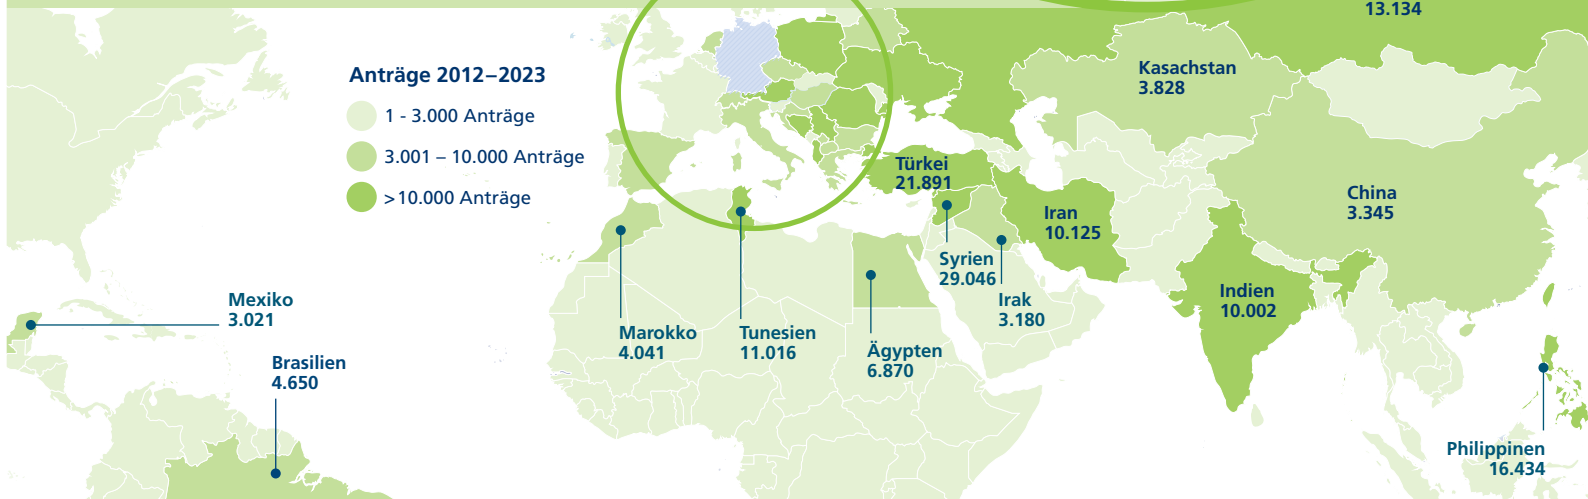 13.134
Anträge 2012–2023
1 - 3.000 Anträge
3.001 – 10.000 Anträge
>10.000 Anträge
Kasachstan
3.828
Türkei
21.891
China
3.345
Iran
10.125
Syrien
29.046
Irak
3.180
Indien
10.002
Mexiko
3.021
Marokko
4.041
Tunesien
11.016
Ägypten
6.870
Brasilien
4.650
Philippinen
16.434